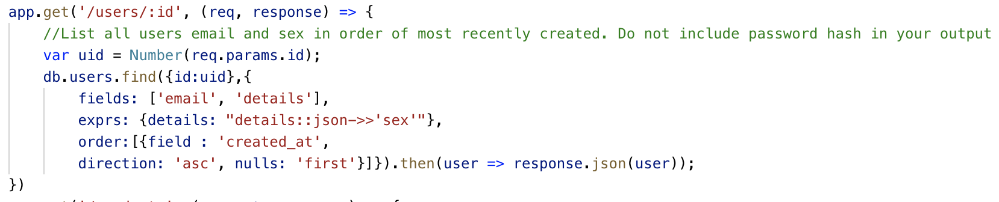 app.get('/users/:id', (req, response) => {
    //List all users email and sex in order of most recently created. Do not include password hash in your output
    var uid = Number(req.params.id);
    db.users.find({id:uid},{
        fields: ['email', 'details'],
        exprs: {details: "details::json->>'sex'"},
        order:[{field : 'created_at',
        direction: 'asc', nulls: 'first'}]}).then(user => response.json(user));
})